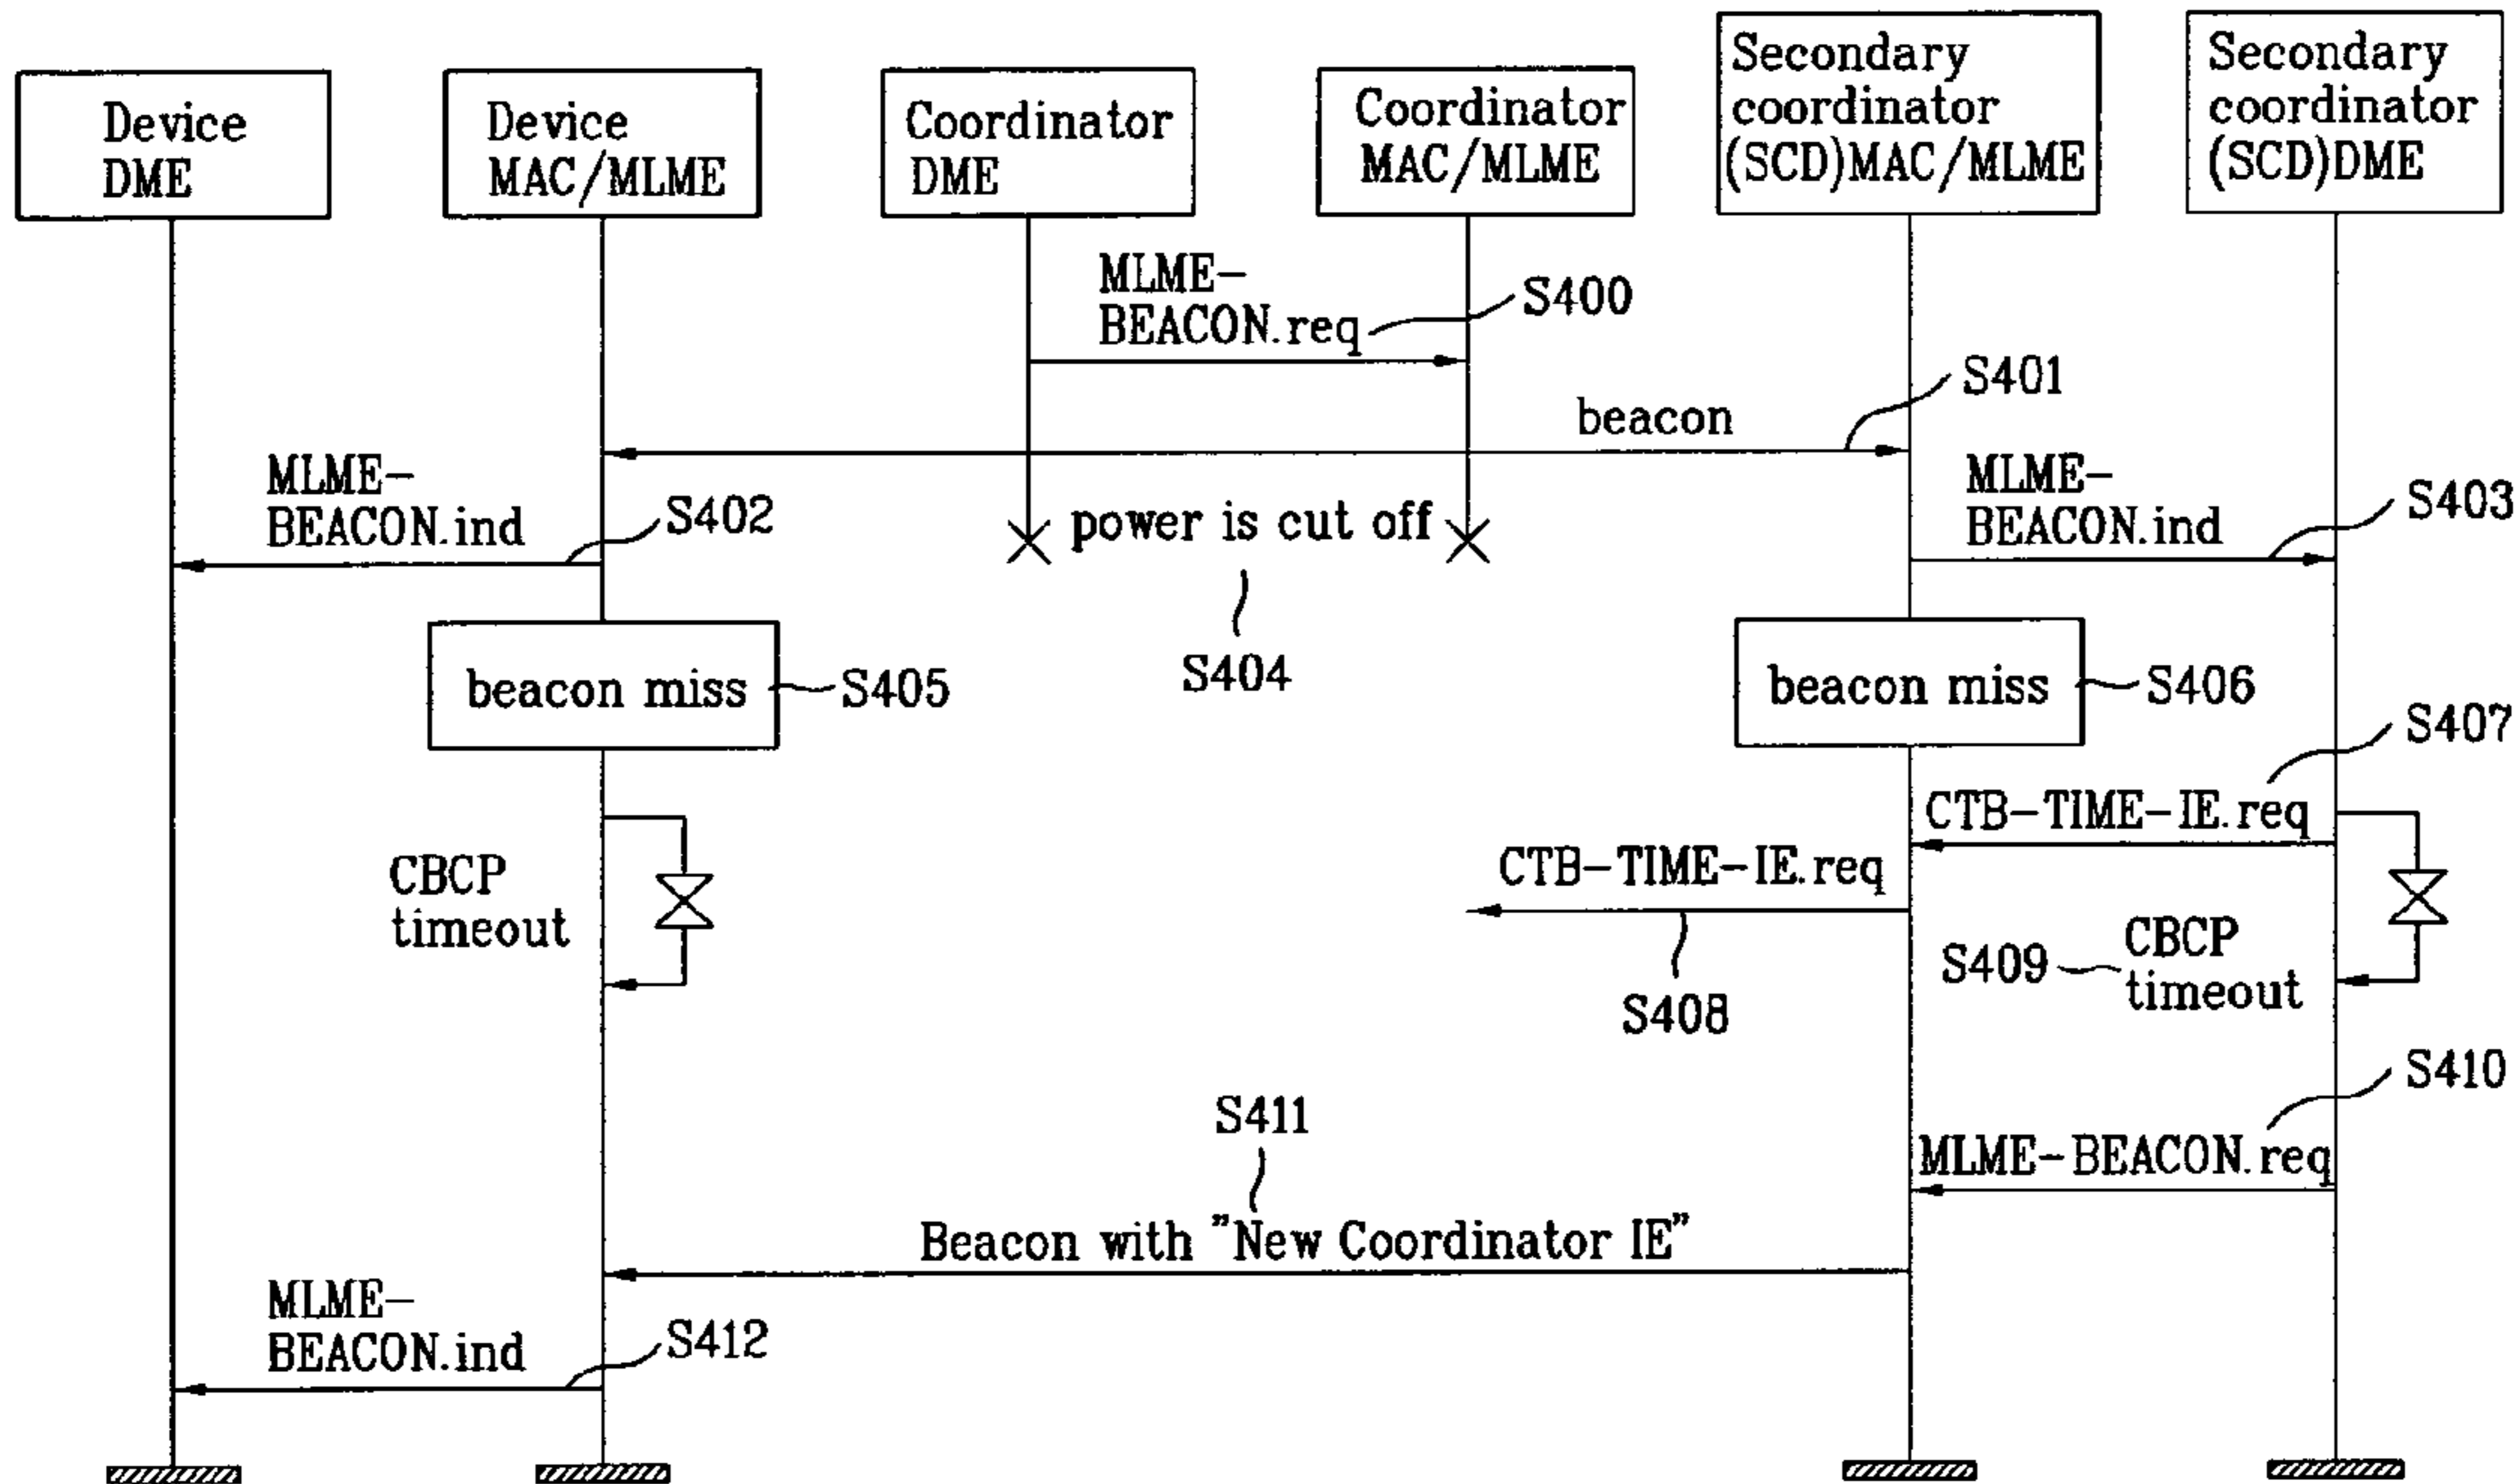 Device
DME
Device
MAC/MLME
Coordinator
DME
Coordinator
MAC/MLME
Secondary
coordinator
(SCD)MAC/MLME
Secondary
coordinator
(SCD)DME
MLME-
BEACON.req
S400
beacon
S401
MLME-
BEACON.ind
S402
power is cut off
S404
MLME-
BEACON.ind
S403
beacon miss
S405
beacon miss
S406
S407
CTB-TIME-IE.req
CTB-TIME-IE.req
S408
CBCP
timeout
S409
CBCP
timeout
S410
MLME-BEACON.req
S411
Beacon with "New Coordinator IE"
MLME-
BEACON.ind
S412